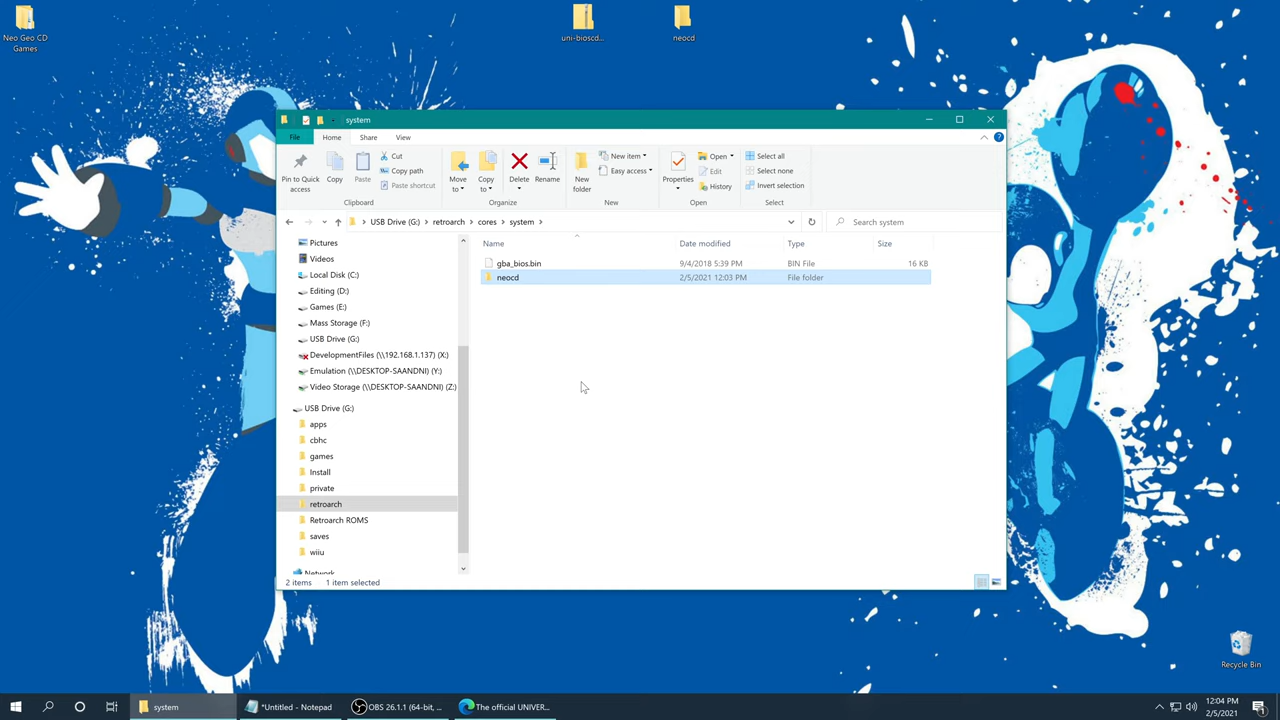 Neo Geo CD
Games
uni-bioscd...
neocd
system
File
Home
Share
View
Pin to Quick
access
Copy
Paste
Cut
Copy path
Paste shortcut
Clipboard
Move
to
Copy
to
Delete
Rename
Organize
New
folder
New item
Easy access
New
Properties
Open
Edit
History
Open
Select all
Select none
Invert selection
Select
USB Drive (G:) > retroarch > cores > system >
Search system
Name Date modified Type Size
gba_bios.bin 9/4/2018 5:39 PM BIN File 16 KB
neocd 2/5/2021 12:03 PM File folder
Pictures
Videos
Local Disk (C:)
Editing (D:)
Games (E:)
Mass Storage (F:)
USB Drive (G:)
DevelopmentFiles (\\192.168.1.137) (X:)
Emulation (\\DESKTOP-SAANDNI) (Y:)
Video Storage (\\DESKTOP-SAANDNI) (Z:)
USB Drive (G:)
apps
cbhc
games
Install
private
retroarch
Retroarch ROMS
saves
wiiu
Network
2 items 1 item selected
Recycle Bin
system
*Untitled - Notepad
OBS 26.1.1 (64-bit, ...
The official UNIVER...
12:04 PM
2/5/2021
1